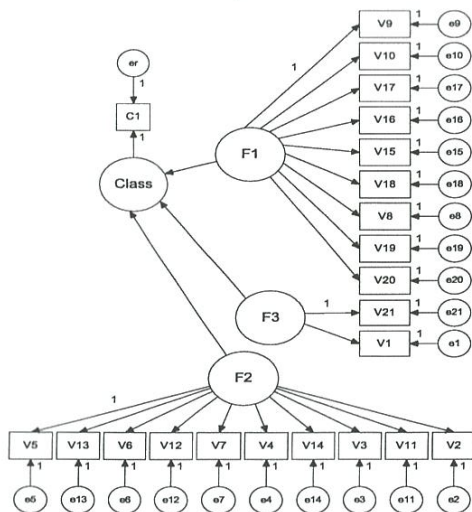 V9 1 e9
1
V10 1 e10
er
V17 1 e17
1
C1
V16 1 e16
1
V15 1 e15
F1
Class
V18 1 e18
V8 1 e8
V19 1 e19
V20 1 e20
F3
1
V21 1 e21
V1 1 e1
F2
1
V5 V13 V6 V12 V7 V4 V14 V3 V11 V2
1 1 1 1 1 1 1 1 1 1
e5 e13 e6 e12 e7 e4 e14 e3 e11 e2